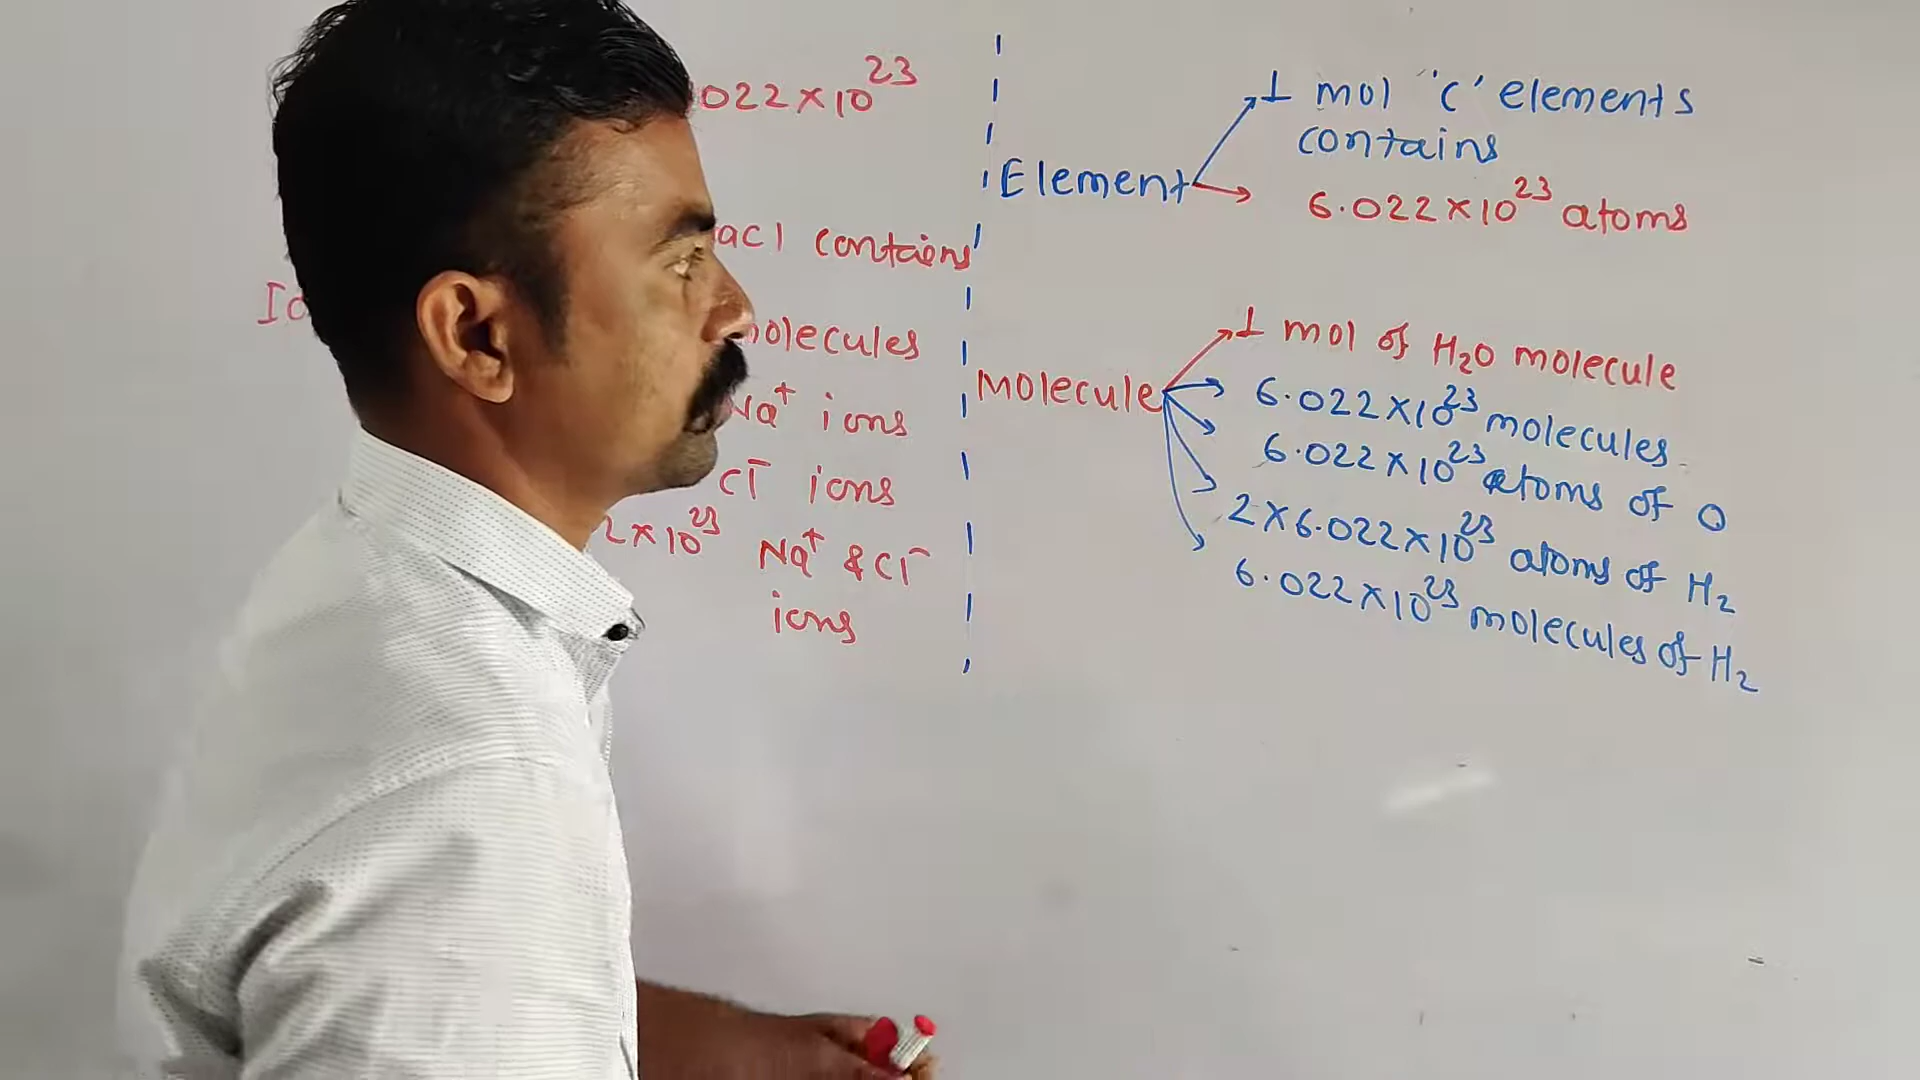 022×10²³
contains
Na⁺ ions
Cl⁻ ions
2×10²³ Na⁺ & Cl⁻
ions
Element
1 mol 'C' elements
contains
6.022×10²³ atoms
Molecule
1 mol of H₂O molecule
6.022×10²³ molecules
6.022×10²³ atoms of O
2×6.022×10²³ atoms of H₂
6.022×10²³ molecules of H₂